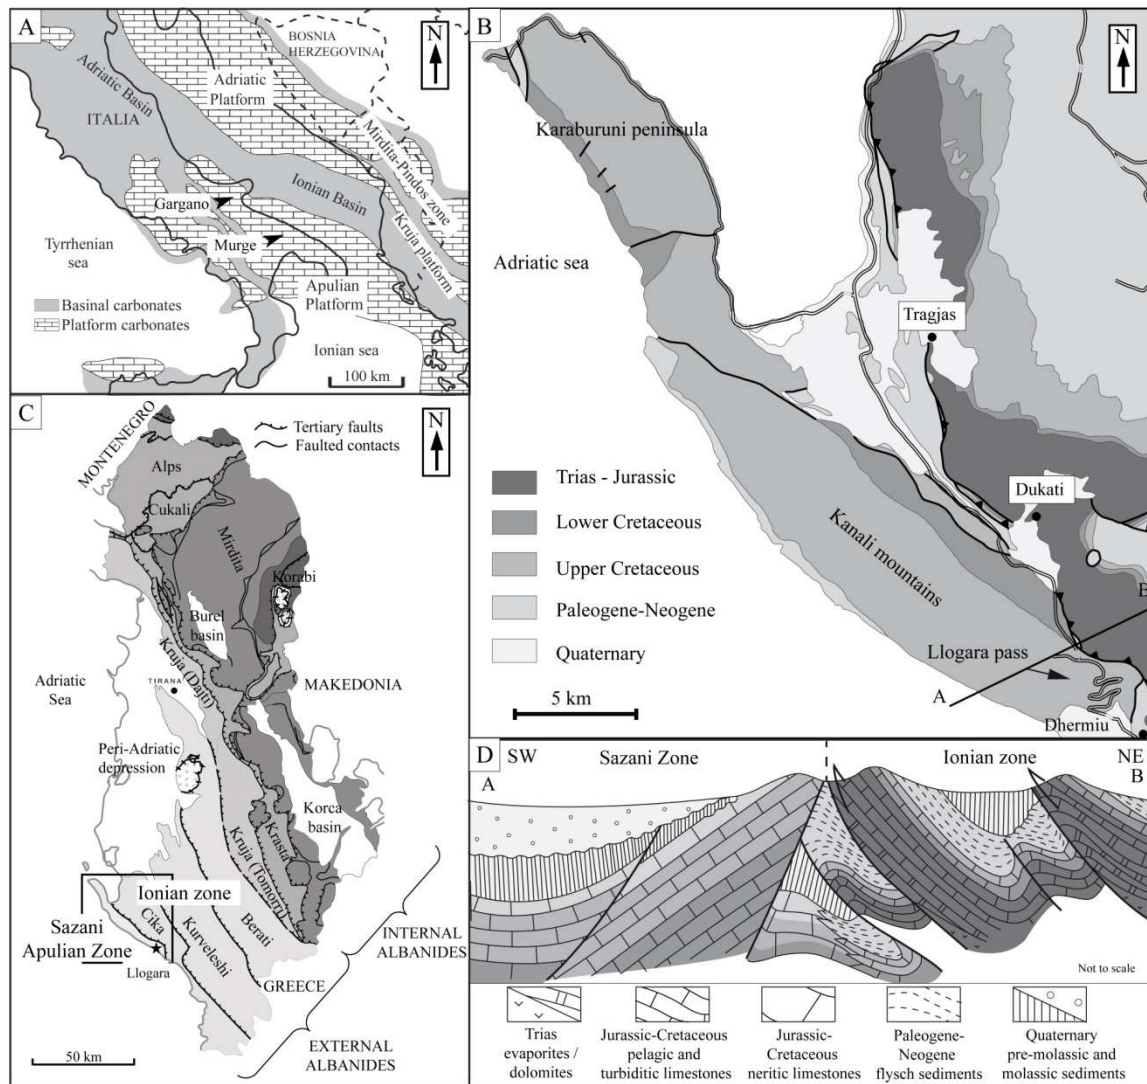 A
N
BOSNIA
HERZEGOVINA
Adriatic Basin
Adriatic
Platform
ITALIA
Mirdita-Pindos zone
Ionian Basin
Gargano
Kruja platform
Murge
Tyrrhenian
sea
Apulian
Platform
Basinal carbonates
Platform carbonates
Ionian sea
100 km
B
N
Karaburuni peninsula
Adriatic sea
Tragjas
Trias - Jurassic
Lower Cretaceous
Upper Cretaceous
Paleogene-Neogene
Quaternary
Dukati
Kanali mountains
B
Llogara pass
A
5 km
Dhermiu
C
N
MONTENEGRO
Tertiary faults
Faulted contacts
Alps
Cukali
Mirdita
Korabi
Burel
basin
Kruja (Dajti)
Adriatic
Sea
TIRANA
MAKEDONIA
Peri-Adriatic
depression
Korca
basin
Krasta
Kruja (Tomorri)
Ionian zone
Cika
Kurveleshi
Berati
Sazani
Apulian Zone
Llogara
GREECE
INTERNAL
ALBANIDES
EXTERNAL
ALBANIDES
50 km
D
SW
Sazani Zone
Ionian zone
NE
A
B
Not to scale
Trias
evaporites /
dolomites
Jurassic-Cretaceous
pelagic and
turbiditic limestones
Jurassic-
Cretaceous
neritic limestones
Paleogene-
Neogene
flysch sediments
Quaternary
pre-molassic and
molassic sediments